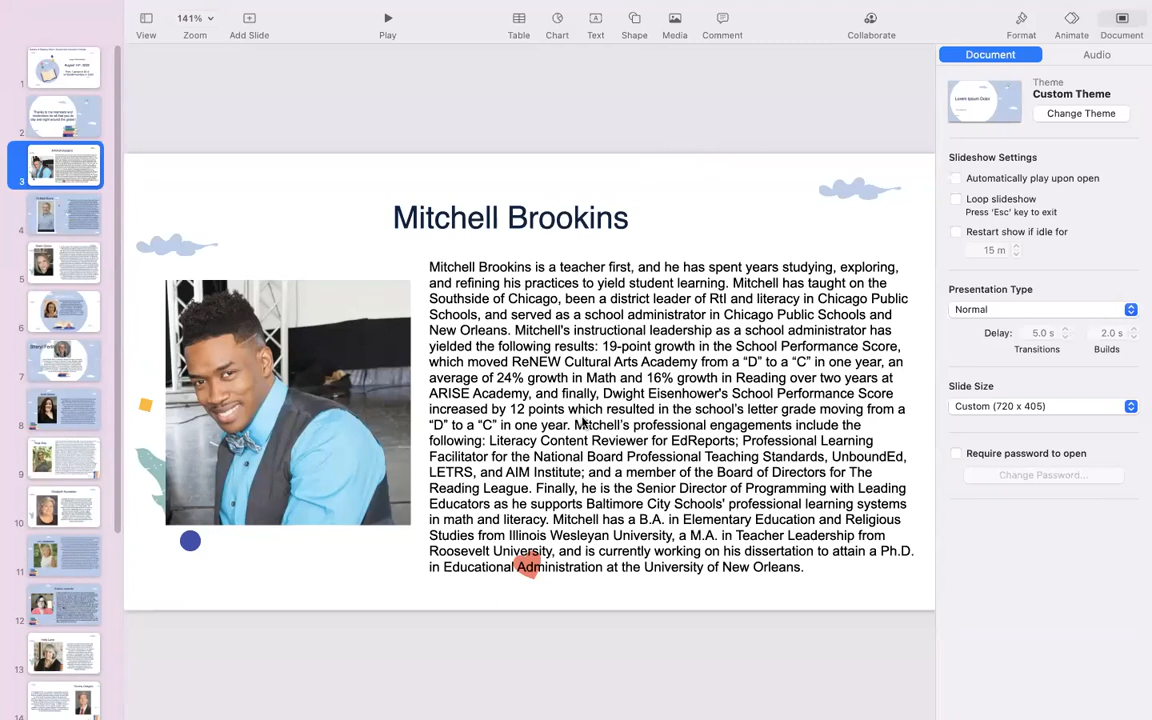 View
141%
Zoom
Add Slide
Play
Table
Chart
Text
Shape
Media
Comment
Collaborate
Format
Animate
Document
Document
Audio
Theme
Custom Theme
Change Theme
Slideshow Settings
Automatically play upon open
Loop slideshow
Press ‘Esc’ key to exit
Restart show if idle for
15 m
Presentation Type
Normal
Delay:
5.0 s
2.0 s
Transitions
Builds
Slide Size
Custom (720 x 405)
Require password to open
Change Password...
1
2
3
4
5
6
7
8
9
10
11
12
13
14
Mitchell Brookins
Mitchell Brookins is a teacher first, and he has spent years studying, exploring,
and refining his practices to yield student learning. Mitchell has taught on the
Southside of Chicago, been a district leader of RtI and literacy in Chicago Public
Schools, and served as a school administrator in Chicago Public Schools and
New Orleans. Mitchell's instructional leadership as a school administrator has
yielded the following results: 19-point growth in the School Performance Score,
which moved ReNEW Cultural Arts Academy from a “D” to a “C” in one year, an
average of 24% growth in Math and 16% growth in Reading over two years at
ARISE Academy, and finally, Dwight Eisenhower's School Performance Score
increased by 12 points which resulted in the school’s letter grade moving from a
“D” to a “C” in one year. Mitchell’s professional engagements include the
following: Literacy Content Reviewer for EdReports; Professional Learning
Facilitator for the National Board Professional Teaching Standards, UnboundEd,
LETRS, and AIM Institute; and a member of the Board of Directors for The
Reading League. Finally, he is the Senior Director of Programming with Leading
Educators as he supports Baltimore City Schools' professional learning systems
in math and literacy. Mitchell has a B.A. in Elementary Education and Religious
Studies from Illinois Wesleyan University, a M.A. in Teacher Leadership from
Roosevelt University, and is currently working on his dissertation to attain a Ph.D.
in Educational Administration at the University of New Orleans.